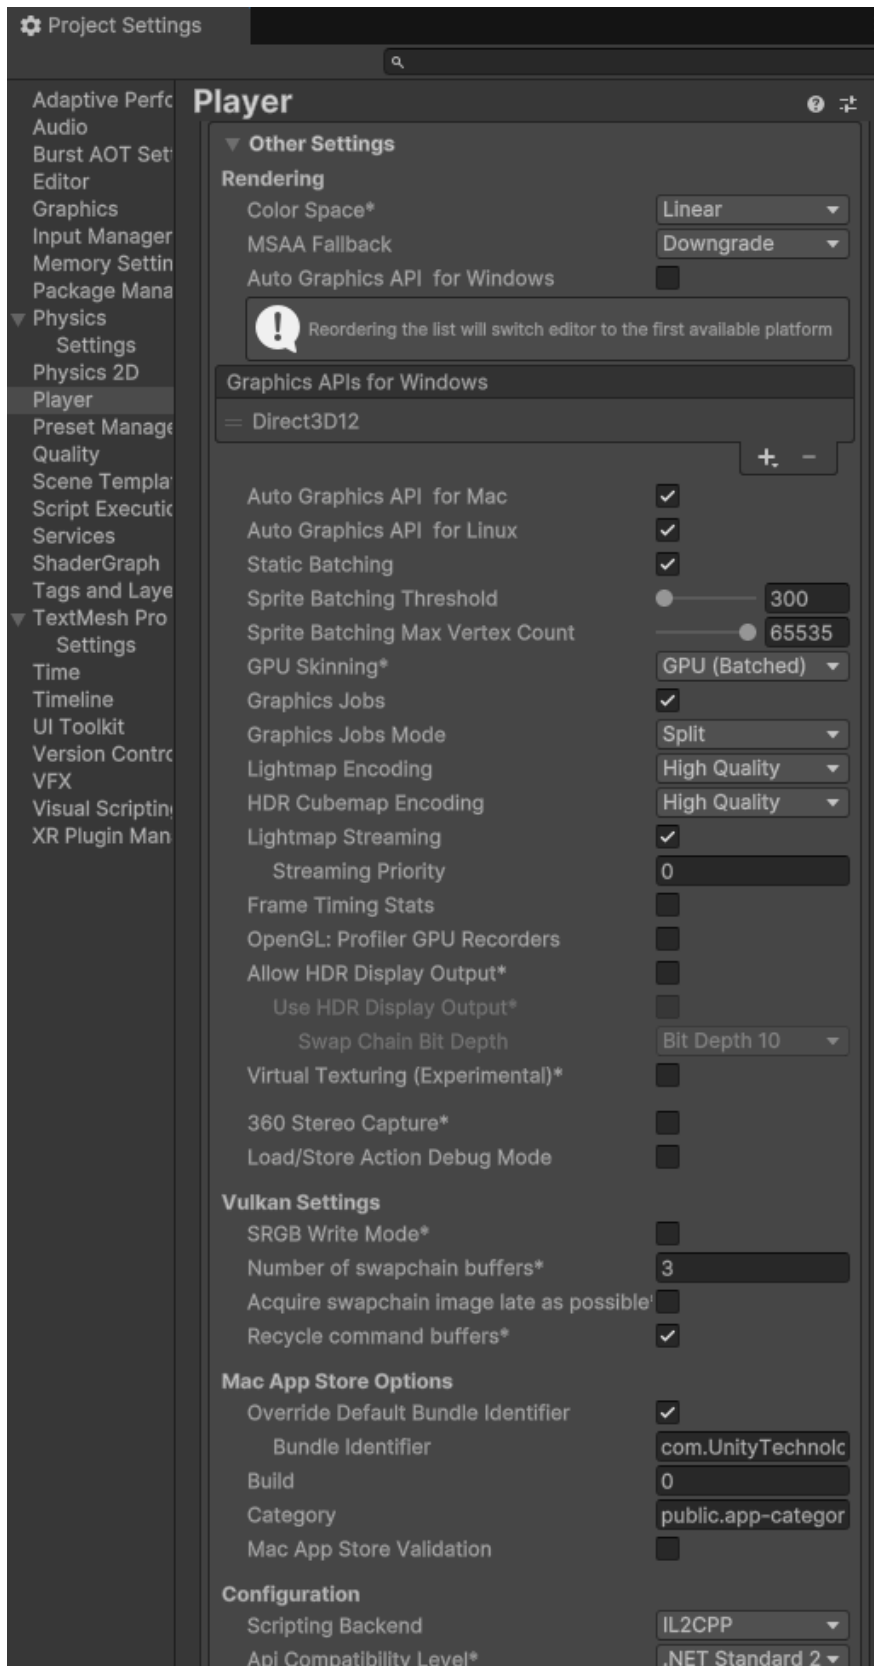 Project Settings
Adaptive Perfc
Audio
Burst AOT Set
Editor
Graphics
Input Manager
Memory Settin
Package Mana
Physics
Settings
Physics 2D
Player
Preset Manage
Quality
Scene Templa
Script Executic
Services
ShaderGraph
Tags and Laye
TextMesh Pro
Settings
Time
Timeline
UI Toolkit
Version Contrc
VFX
Visual Scripting
XR Plugin Man
Player
Other Settings
Rendering
Color Space* Linear
MSAA Fallback Downgrade
Auto Graphics API for Windows
Reordering the list will switch editor to the first available platform
Graphics APIs for Windows
Direct3D12
Auto Graphics API for Mac
Auto Graphics API for Linux
Static Batching
Sprite Batching Threshold 300
Sprite Batching Max Vertex Count 65535
GPU Skinning* GPU (Batched)
Graphics Jobs
Graphics Jobs Mode Split
Lightmap Encoding High Quality
HDR Cubemap Encoding High Quality
Lightmap Streaming
Streaming Priority 0
Frame Timing Stats
OpenGL: Profiler GPU Recorders
Allow HDR Display Output*
Use HDR Display Output*
Swap Chain Bit Depth Bit Depth 10
Virtual Texturing (Experimental)*
360 Stereo Capture*
Load/Store Action Debug Mode
Vulkan Settings
SRGB Write Mode*
Number of swapchain buffers* 3
Acquire swapchain image late as possible*
Recycle command buffers*
Mac App Store Options
Override Default Bundle Identifier
Bundle Identifier com.UnityTechnolc
Build 0
Category public.app-categor
Mac App Store Validation
Configuration
Scripting Backend IL2CPP
Api Compatibility Level* .NET Standard 2